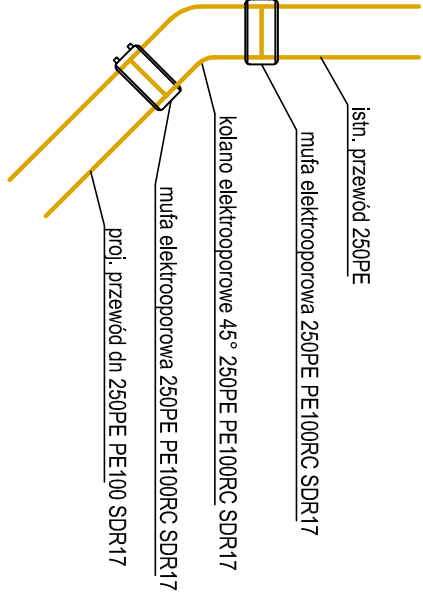 istn. przewód 250PE
mufa elektrooporowa 250PE PE100RC SDR17
kolano elektrooporowe 45° 250PE PE100RC SDR17
mufa elektrooporowa 250PE PE100RC SDR17
proj. przewód dn 250PE PE100 SDR17